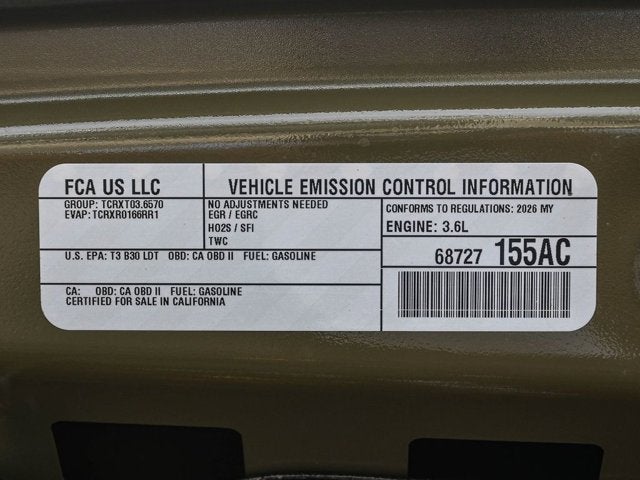 FCA US LLC
VEHICLE EMISSION CONTROL INFORMATION
GROUP: TCRXT03.6570
EVAP: TCRXR0166RR1
NO ADJUSTMENTS NEEDED
EGR / EGRC
HO2S / SFI
TWC
CONFORMS TO REGULATIONS: 2026 MY
ENGINE: 3.6L
U.S. EPA: T3 B30 LDT OBD: CA OBD II FUEL: GASOLINE
68727 155AC
CA: OBD: CA OBD II FUEL: GASOLINE
CERTIFIED FOR SALE IN CALIFORNIA